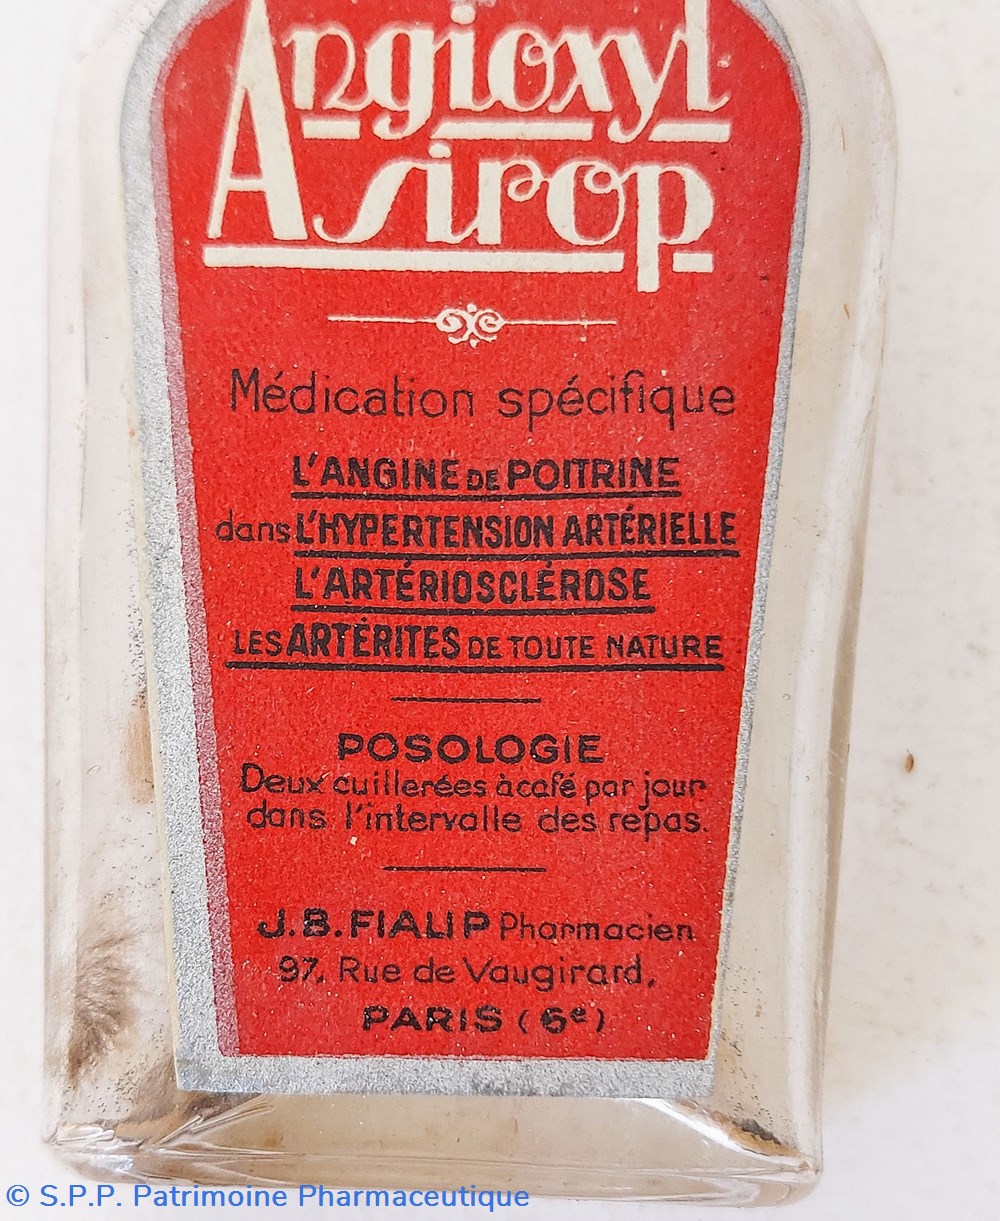 Angioxyl
Asirop
Médication spécifique
L'ANGINE DE POITRINE
dans L'HYPERTENSION ARTÉRIELLE
L'ARTÉRIOSCLÉROSE
LES ARTÉRITES DE TOUTE NATURE
POSOLOGIE
Deux cuillerées à café par jour
dans l'intervalle des repas.
J.B. FIALIP Pharmacien
97, Rue de Vaugirard,
PARIS (6e)
© S.P.P. Patrimoine Pharmaceutique